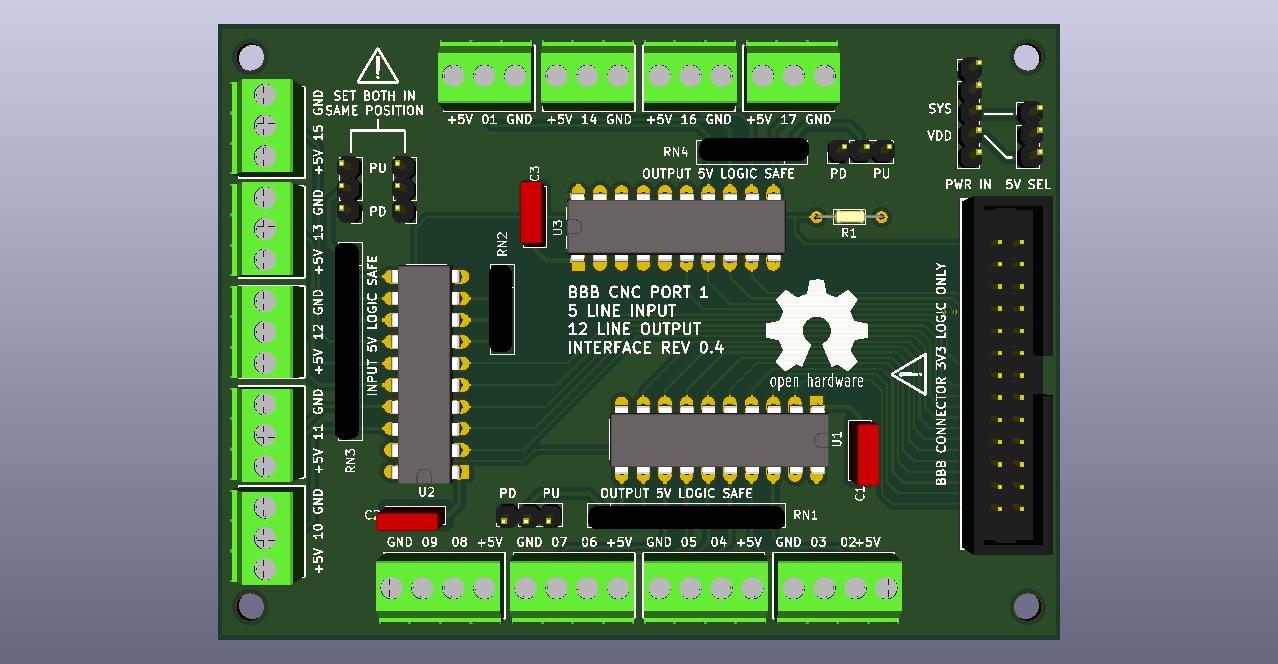 SET BOTH IN
SAME POSITION
PU
PD
+5V 01 GND
+5V 14 GND
+5V 16 GND
+5V 17 GND
RN4
OUTPUT 5V LOGIC SAFE
PD PU
SYS
VDD
PWR IN
5V SEL
+5V 15 GND
+5V 13 GND
+5V 12 GND
+5V 11 GND
+5V 10 GND
INPUT 5V LOGIC SAFE
RN3
C3
U3
RN2
R1
BBB CNC PORT 1
5 LINE INPUT
12 LINE OUTPUT
INTERFACE REV 0.4
open hardware
BBB CONNECTOR 3V3 LOGIC ONLY
U1
C1
U2
C2
PD PU
OUTPUT 5V LOGIC SAFE
RN1
GND 09 08 +5V
GND 07 06 +5V
GND 05 04 +5V
GND 03 02+5V